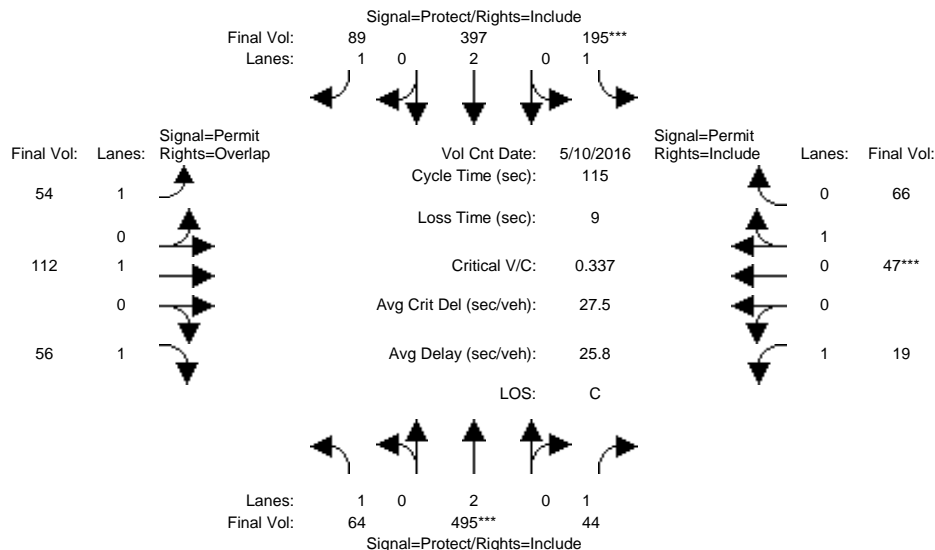 Signal=Protect/Rights=Include
Final Vol: 89 397 195***
Lanes: 1 0 2 0 1
Signal=Permit Signal=Permit
Final Vol: Lanes: Rights=Overlap Vol Cnt Date: 5/10/2016 Rights=Include Lanes: Final Vol:
Cycle Time (sec): 115
54 1 0 66
Loss Time (sec): 9
0 1
112 1 Critical V/C: 0.337 0 47***
0 Avg Crit Del (sec/veh): 27.5 0
56 1 Avg Delay (sec/veh): 25.8 1 19
LOS: C
Lanes: 1 0 2 0 1
Final Vol: 64 495*** 44
Signal=Protect/Rights=Include